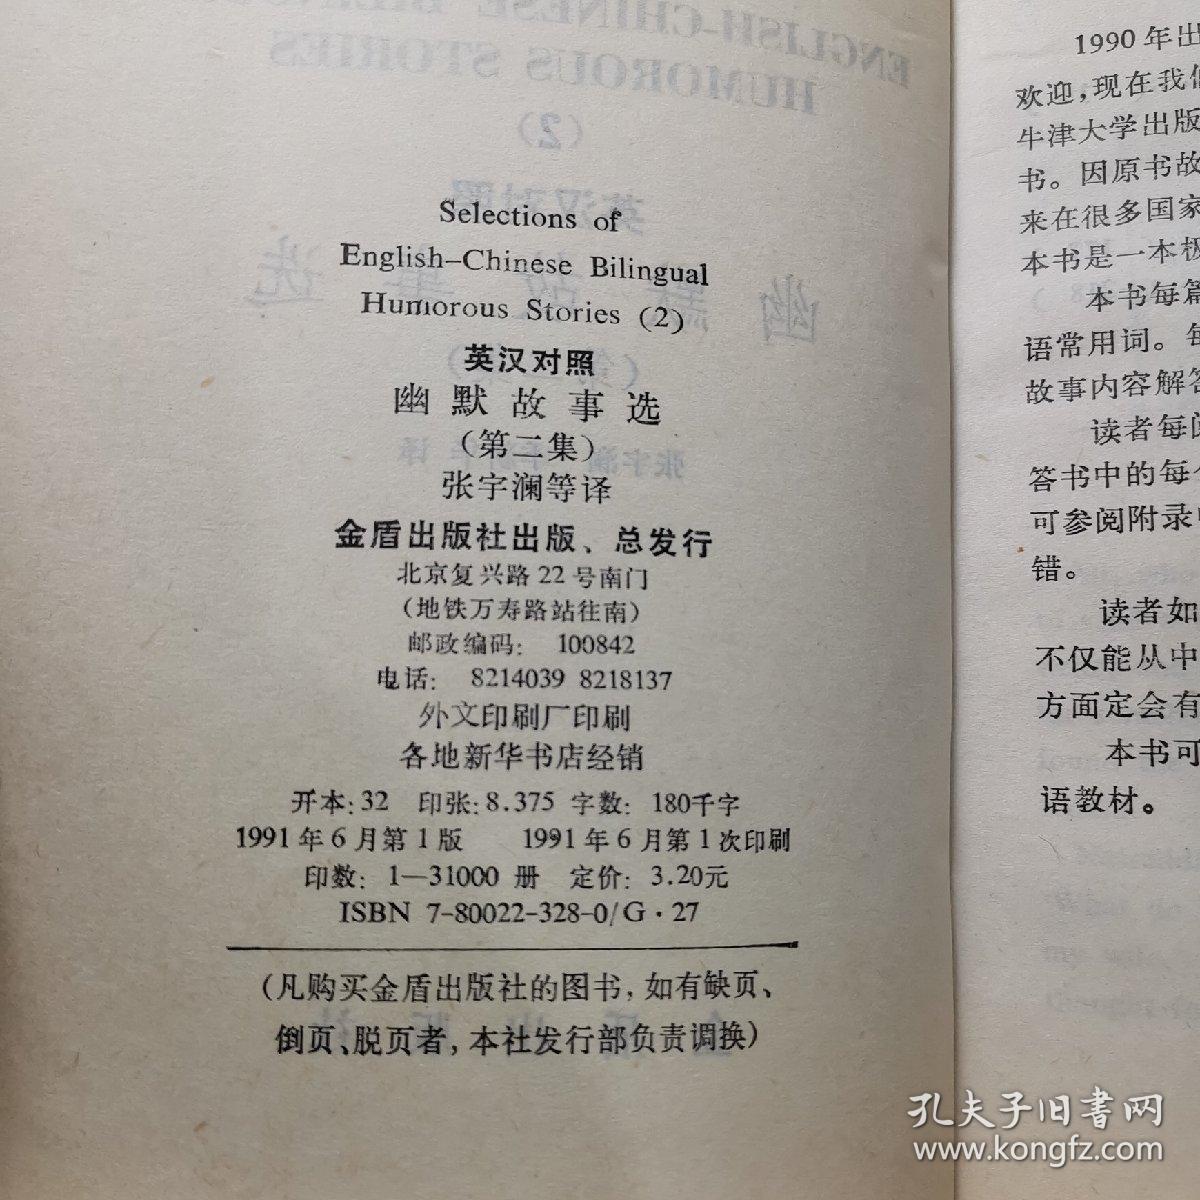 Selections of
English-Chinese Bilingual
Humorous Stories (2)
英汉对照
幽默故事选
(第二集)
张宇澜等译
金盾出版社出版、总发行
北京复兴路22号南门
(地铁万寿路站往南)
邮政编码: 100842
电话: 8214039 8218137
外文印刷厂印刷
各地新华书店经销
开本:32 印张:8.375 字数: 180千字
1991年6月第1版 1991年6月第1次印刷
印数: 1—31000 册 定价: 3.20元
ISBN 7-80022-328-0/G·27
(凡购买金盾出版社的图书,如有缺页、
倒页、脱页者,本社发行部负责调换)
1990年出
欢迎,现在我们
牛津大学出版
书。因原书故
来在很多国家
本书是一本极
本书每篇
语常用词。每
故事内容解答
读者每阅
答书中的每个
可参阅附录中
错。
读者如
不仅能从中
方面定会有
本书可
语教材。
孔夫子旧书网
www.kongfz.com